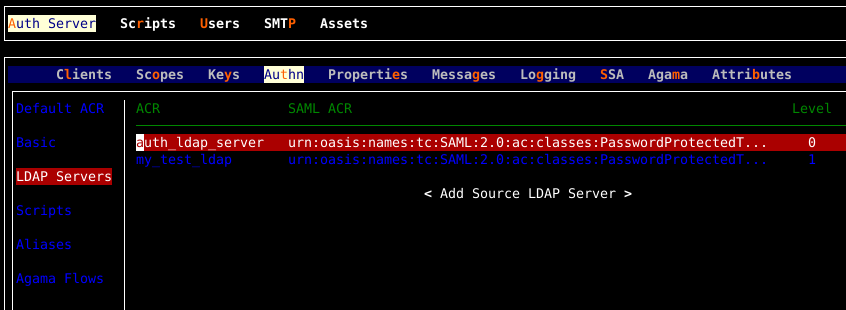 Auth Server Scripts Users SMTP Assets
Clients Scopes Keys Authn Properties Messages Logging SSA Agama Attributes
Default ACR ACR SAML ACR Level
Basic auth_ldap_server urn:oasis:names:tc:SAML:2.0:ac:classes:PasswordProtectedT... 0
my_test_ldap urn:oasis:names:tc:SAML:2.0:ac:classes:PasswordProtectedT... 1
LDAP Servers
< Add Source LDAP Server >
Scripts
Aliases
Agama Flows